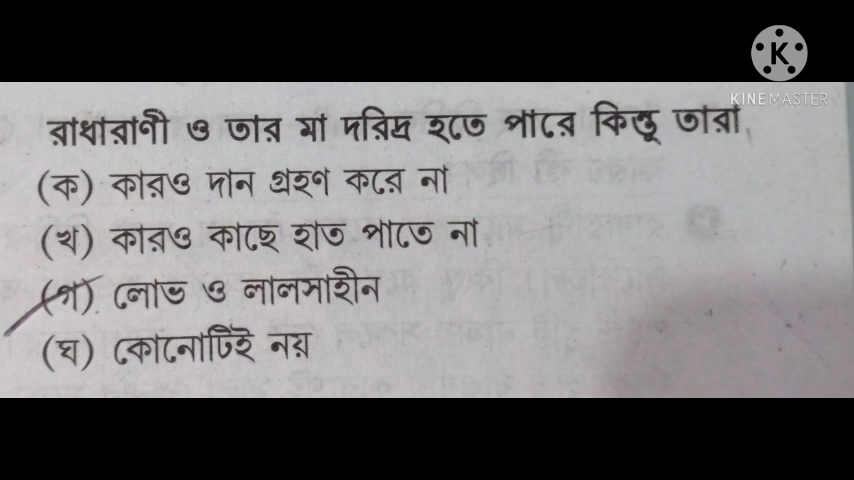 K
KINEMASTER
রাধারাণী ও তার মা দরিদ্র হতে পারে কিন্তু তারা
(ক) কারও দান গ্রহণ করে না
(খ) কারও কাছে হাত পাতে না
(গ) লোভ ও লালসাহীন
(ঘ) কোনোটিই নয়